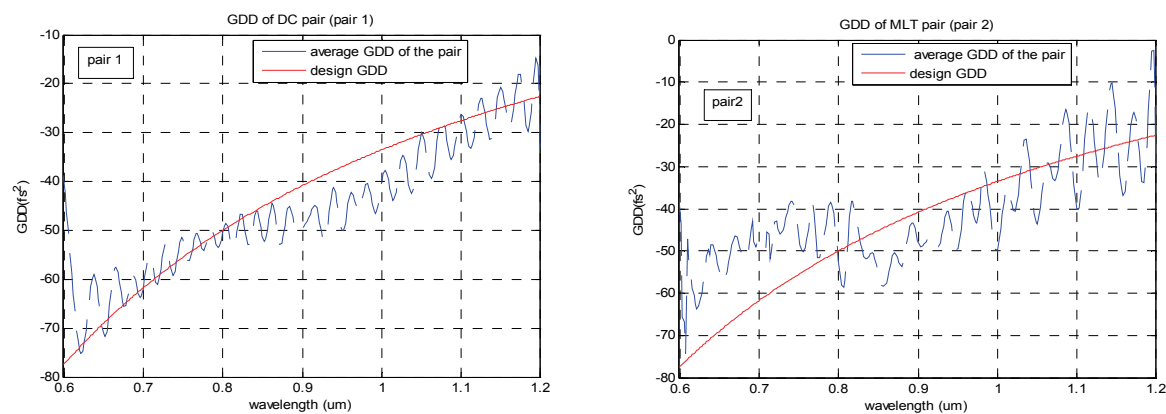 GDD of DC pair (pair 1)
pair 1
average GDD of the pair
design GDD
-10
-20
-30
-40
-50
-60
-70
-80
GDD(fs²)
0.6
0.7
0.8
0.9
1
1.1
1.2
wavelength (um)
GDD of MLT pair (pair 2)
pair2
average GDD of the pair
design GDD
0
-10
-20
-30
-40
-50
-60
-70
-80
GDD(fs²)
0.6
0.7
0.8
0.9
1
1.1
1.2
wavelength (um)